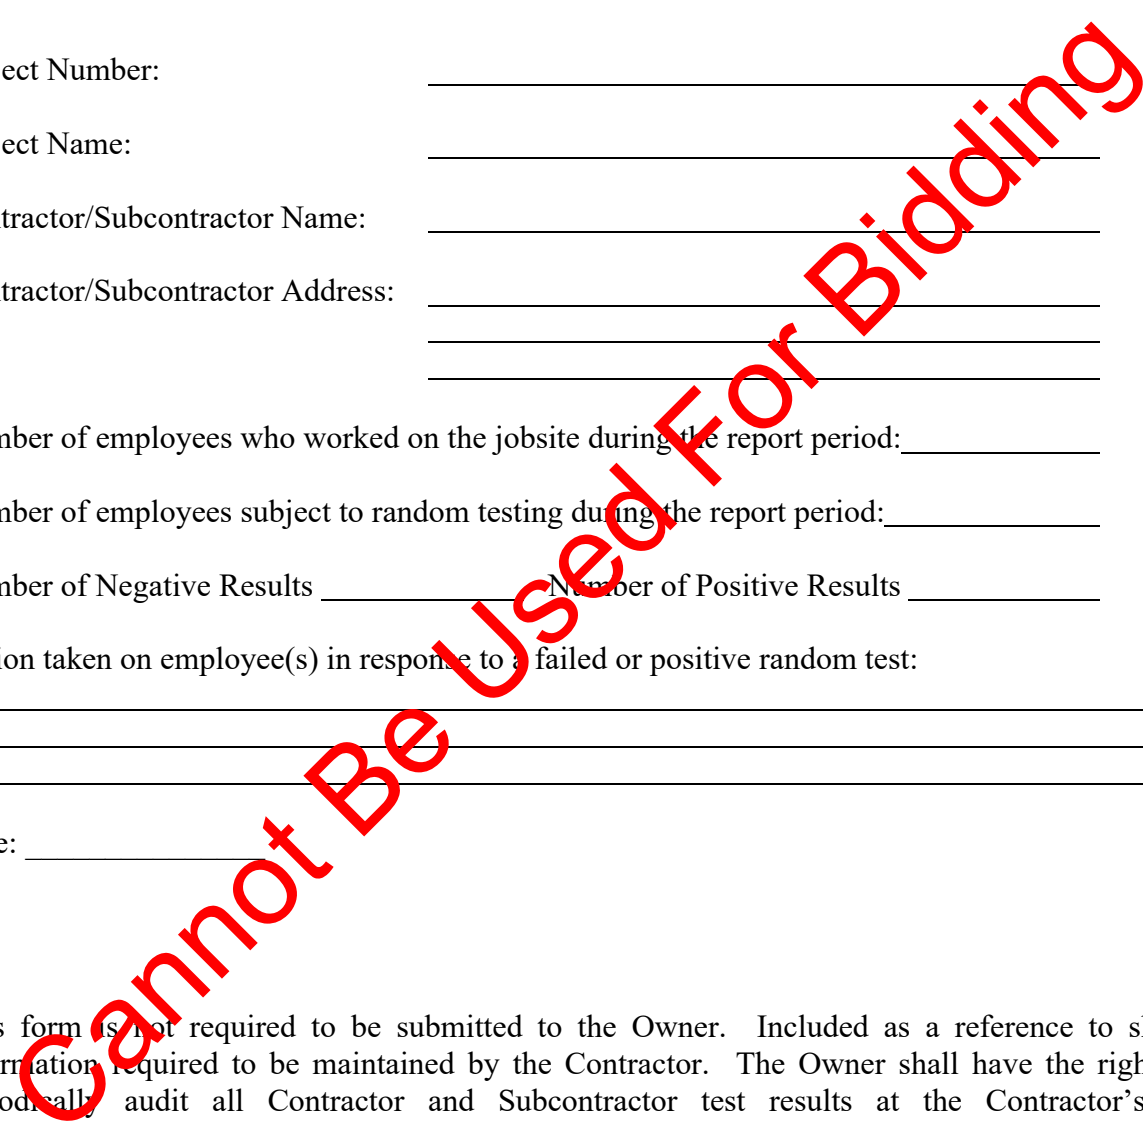 ect Number:
ect Name:
tractor/Subcontractor Name:
tractor/Subcontractor Address:
mber of employees who worked on the jobsite during the report period:
mber of employees subject to random testing during the report period:
mber of Negative Results Number of Positive Results
ion taken on employee(s) in response to a failed or positive random test:
e:
s form is not required to be submitted to the Owner. Included as a reference to sh
rmation required to be maintained by the Contractor. The Owner shall have the righ
odically audit all Contractor and Subcontractor test results at the Contractor's
Cannot Be Used For Bidding